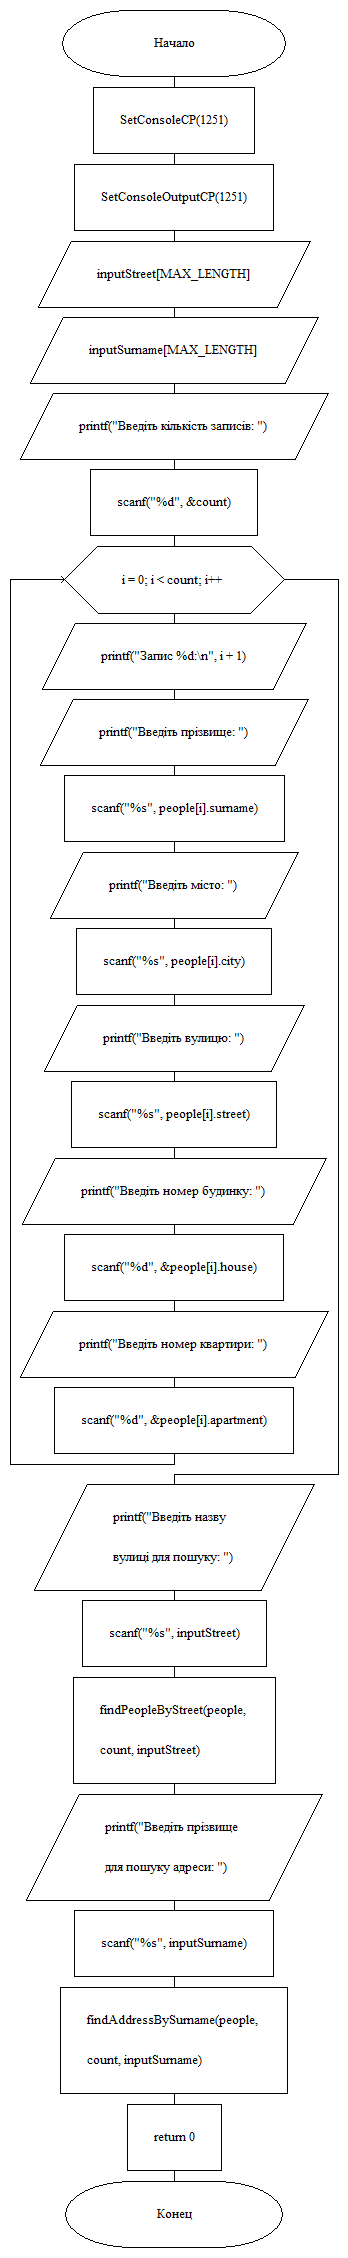 Начало
SetConsoleCP(1251)
SetConsoleOutputCP(1251)
inputStreet[MAX_LENGTH]
inputSurname[MAX_LENGTH]
printf("Введіть кількість записів: ")
scanf("%d", &count)
i = 0; i < count; i++
printf("Запис %d:\n", i + 1)
printf("Введіть прізвище: ")
scanf("%s", people[i].surname)
printf("Введіть місто: ")
scanf("%s", people[i].city)
printf("Введіть вулицю: ")
scanf("%s", people[i].street)
printf("Введіть номер будинку: ")
scanf("%d", &people[i].house)
printf("Введіть номер квартири: ")
scanf("%d", &people[i].apartment)
printf("Введіть назву
вулиці для пошуку: ")
scanf("%s", inputStreet)
findPeopleByStreet(people,
count, inputStreet)
printf("Введіть прізвище
для пошуку адреси: ")
scanf("%s", inputSurname)
findAddressBySurname(people,
count, inputSurname)
return 0
Конец